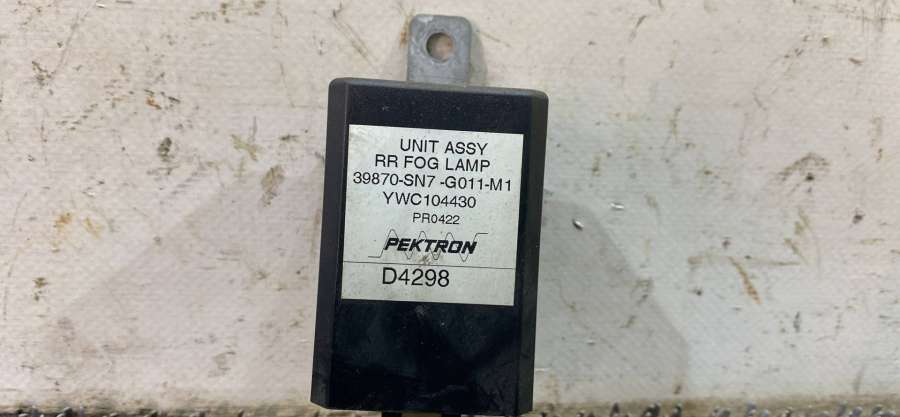 UNIT ASSY
RR FOG LAMP
39870-SN7 -G011-M1
YWC104430
PR0422
PEKTRON
D4298